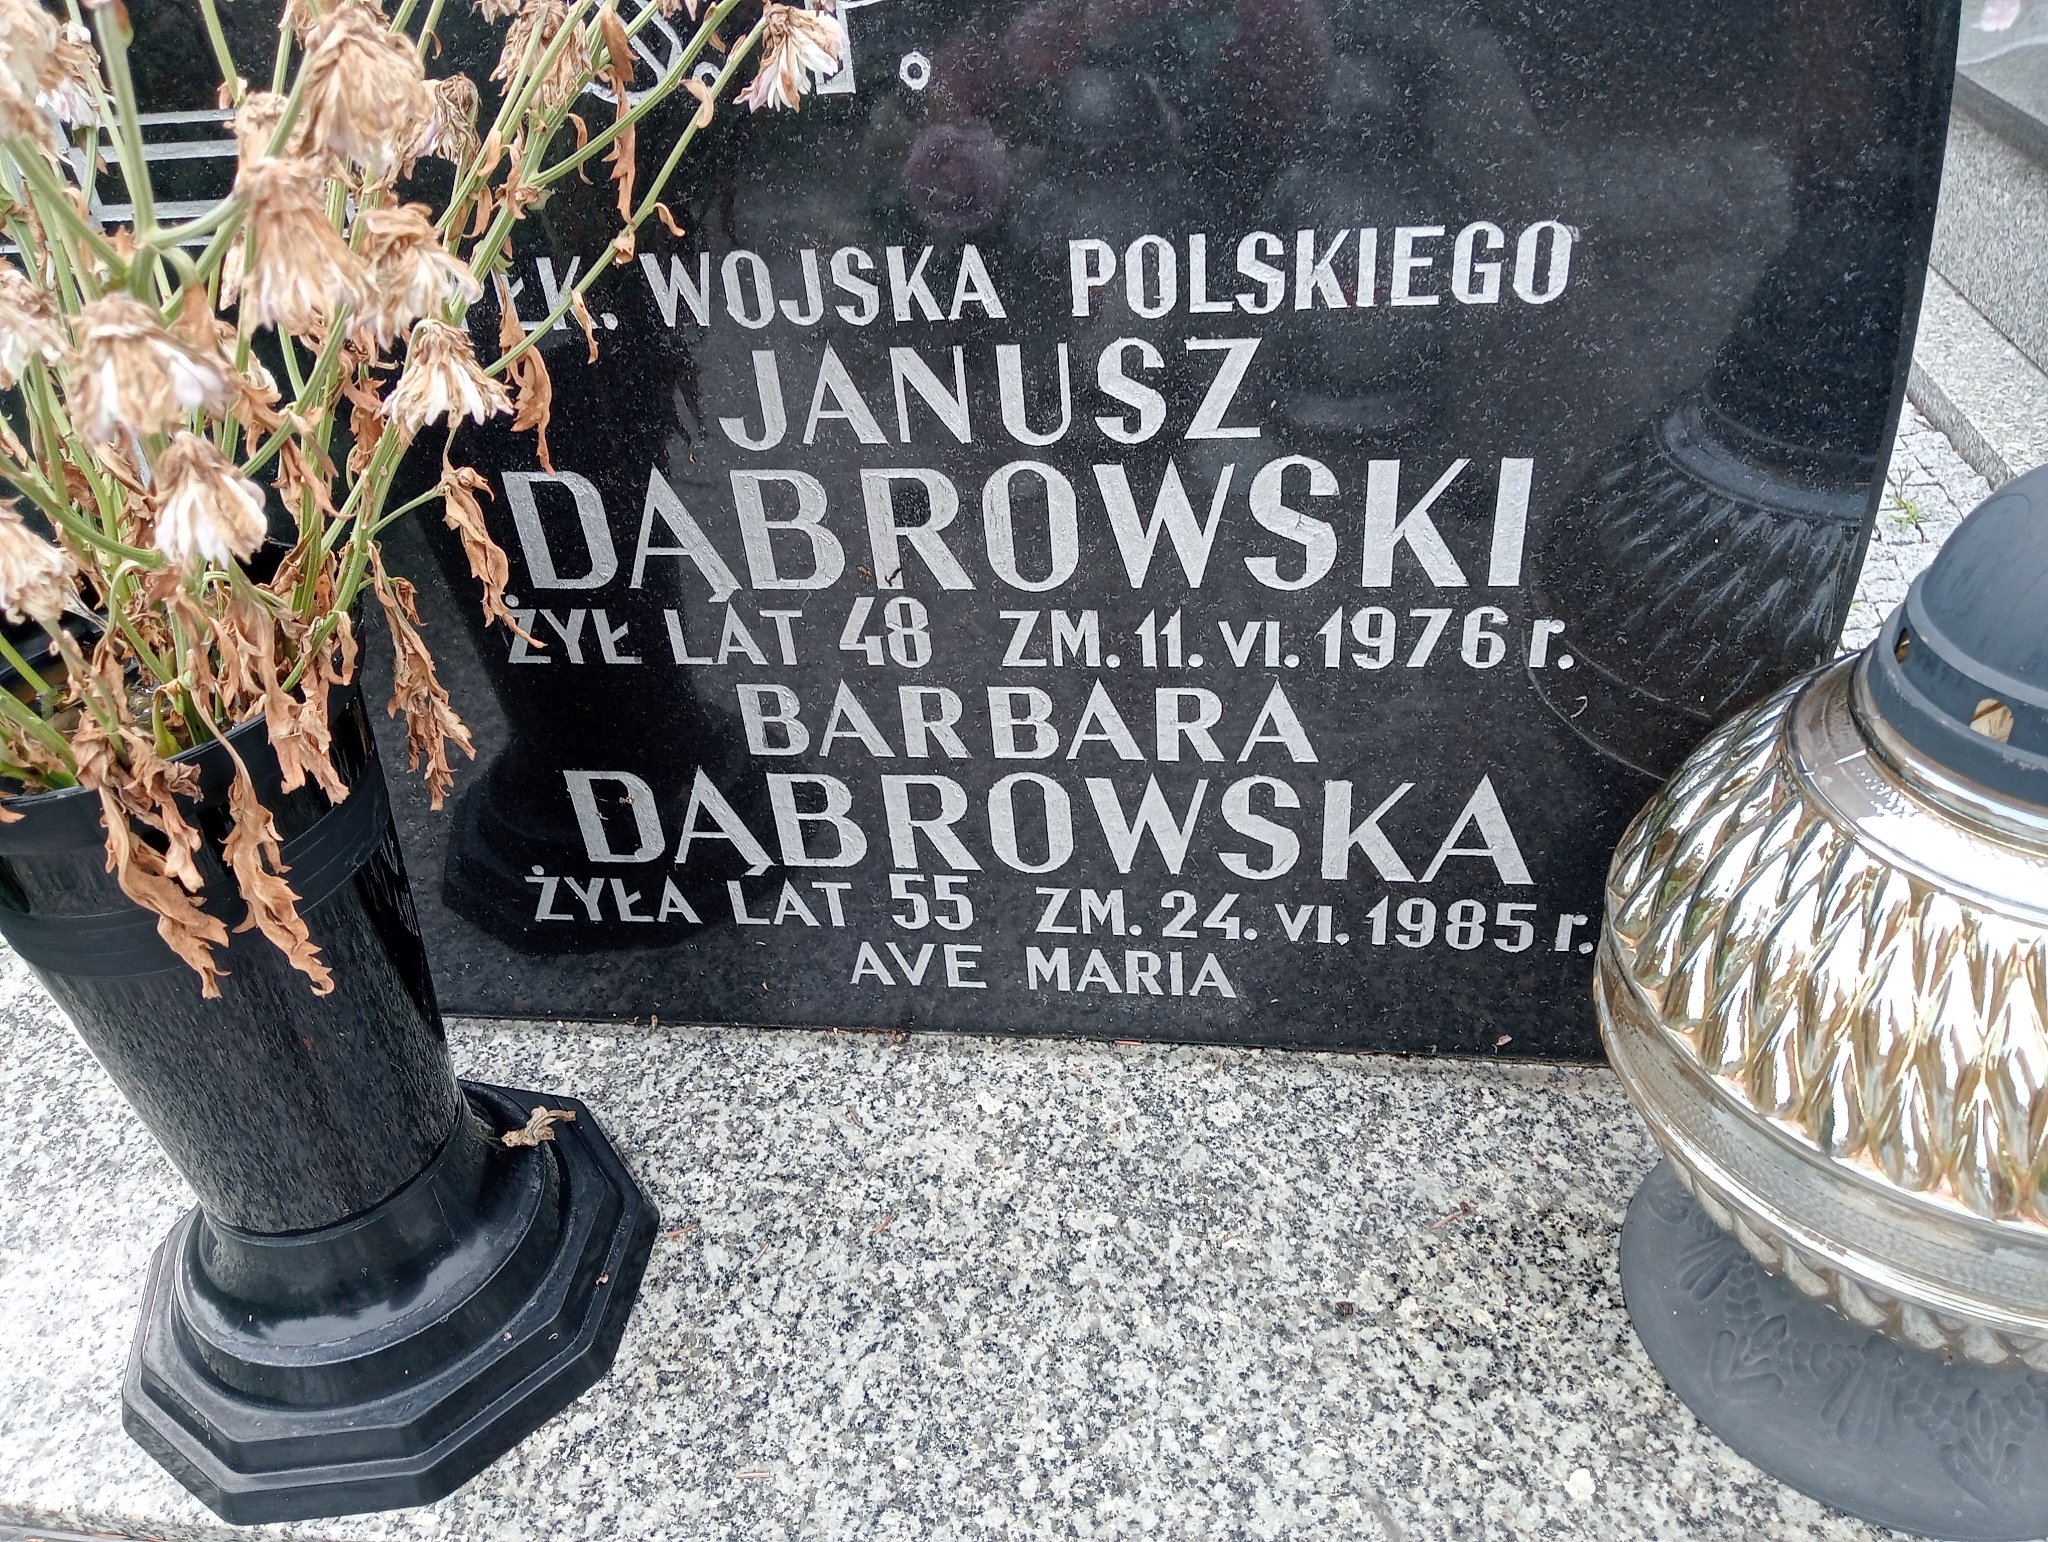 WOJSKA POLSKIEGO
JANUSZ
DĄBROWSKI
ŻYŁ LAT 48 ZM. 11. VI. 1976 r.
BARBARA
DĄBROWSKA
ŻYŁA LAT 55 ZM. 24. VI. 1985 r.
AVE MARIA